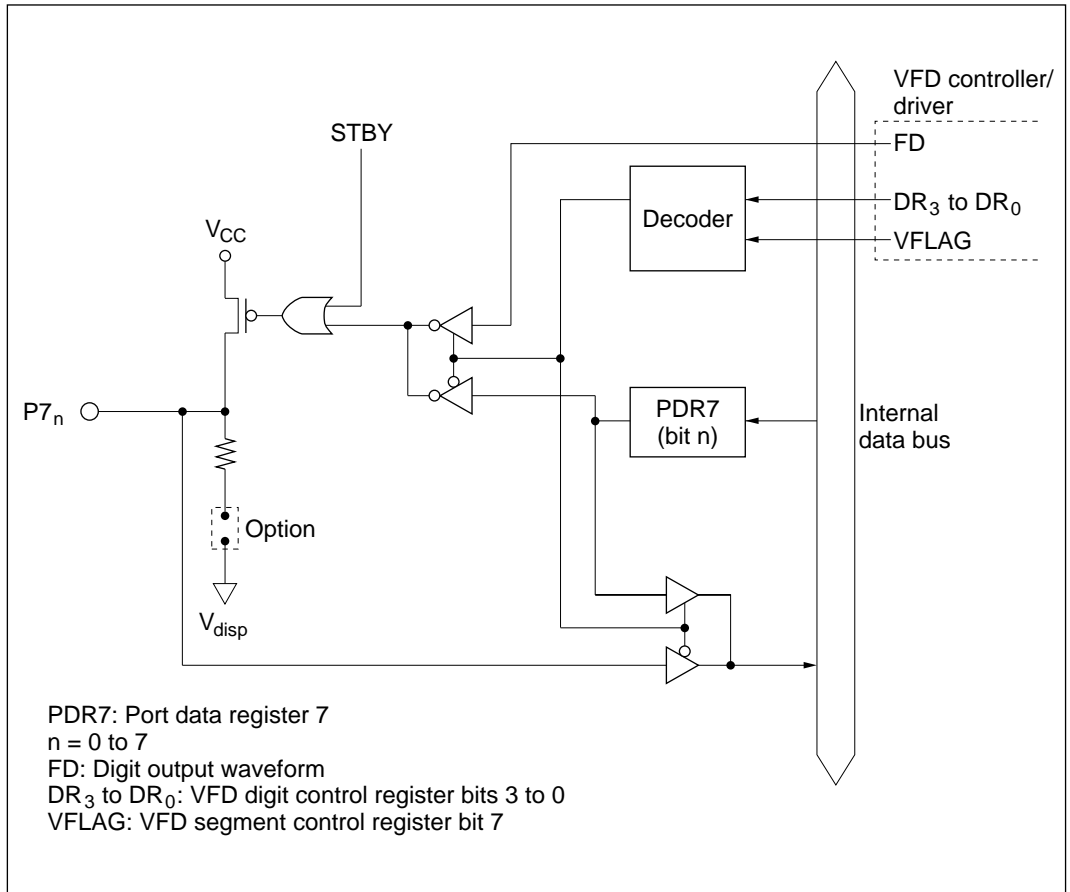 VFD controller/
driver
STBY
FD
Decoder
DR3 to DR0
VFLAG
VCC
P7n
PDR7
(bit n)
Internal
data bus
Option
Vdisp
PDR7: Port data register 7
n = 0 to 7
FD: Digit output waveform
DR3 to DR0: VFD digit control register bits 3 to 0
VFLAG: VFD segment control register bit 7